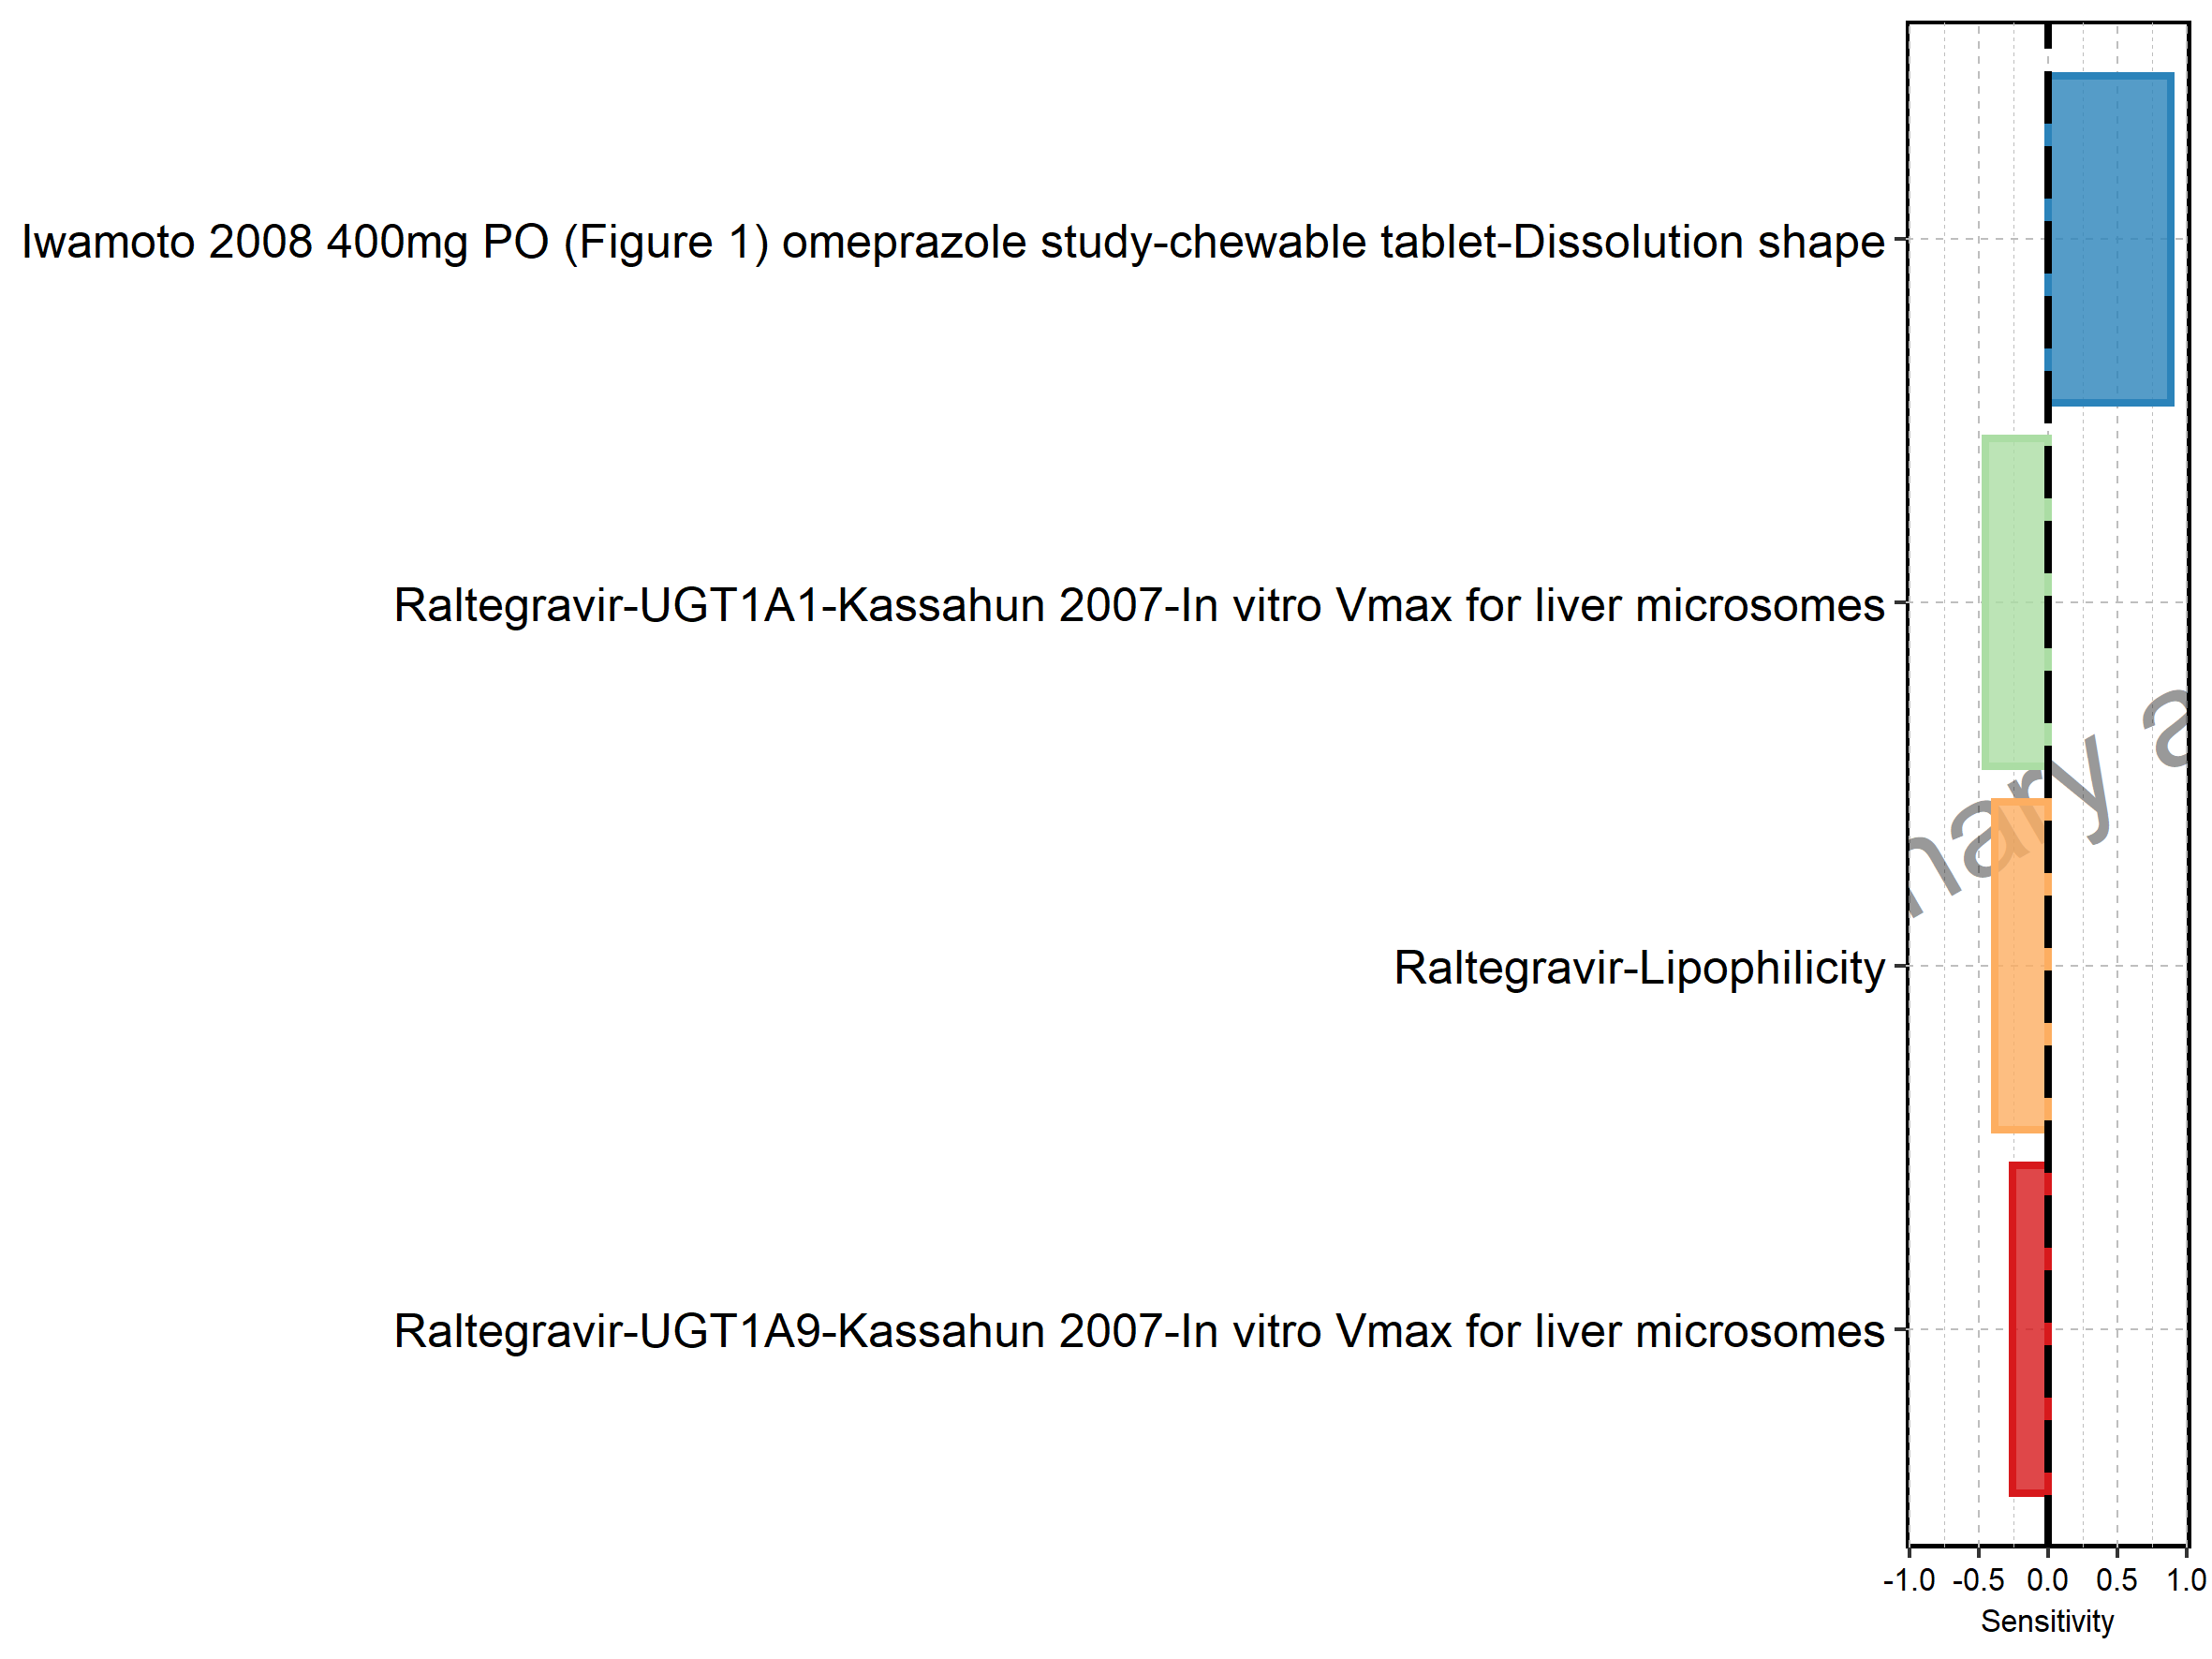 Iwamoto 2008 400mg PO (Figure 1) omeprazole study-chewable tablet-Dissolution shape
Raltegravir-UGT1A1-Kassahun 2007-In vitro Vmax for liver microsomes
Raltegravir-Lipophilicity
Raltegravir-UGT1A9-Kassahun 2007-In vitro Vmax for liver microsomes
-1.0 -0.5 0.0 0.5 1.0
Sensitivity